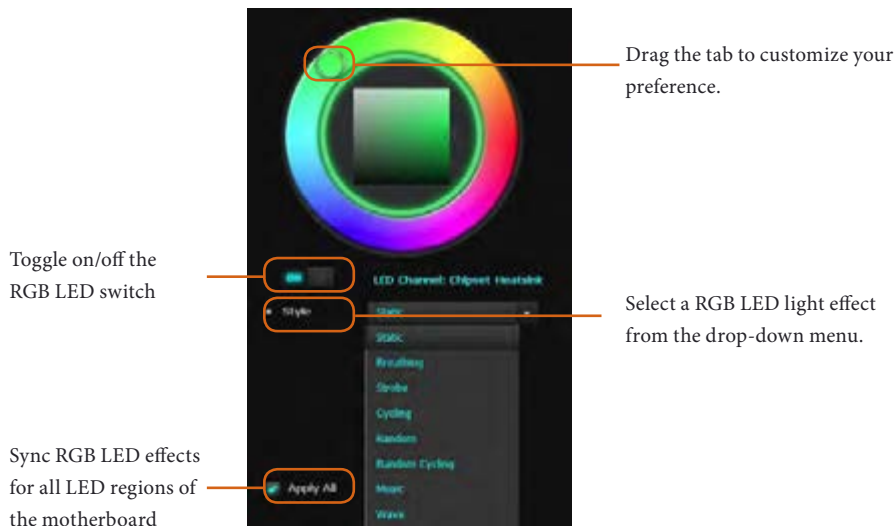 Drag the tab to customize your
preference.
Toggle on/off the
RGB LED switch
on
LED Channel: Chipset Heatsink
Style
Static
Select a RGB LED light effect
from the drop-down menu.
Static
Breathing
Strobe
Cycling
Random
Random Cycling
Music
Wave
Sync RGB LED effects
for all LED regions of
the motherboard
Apply All